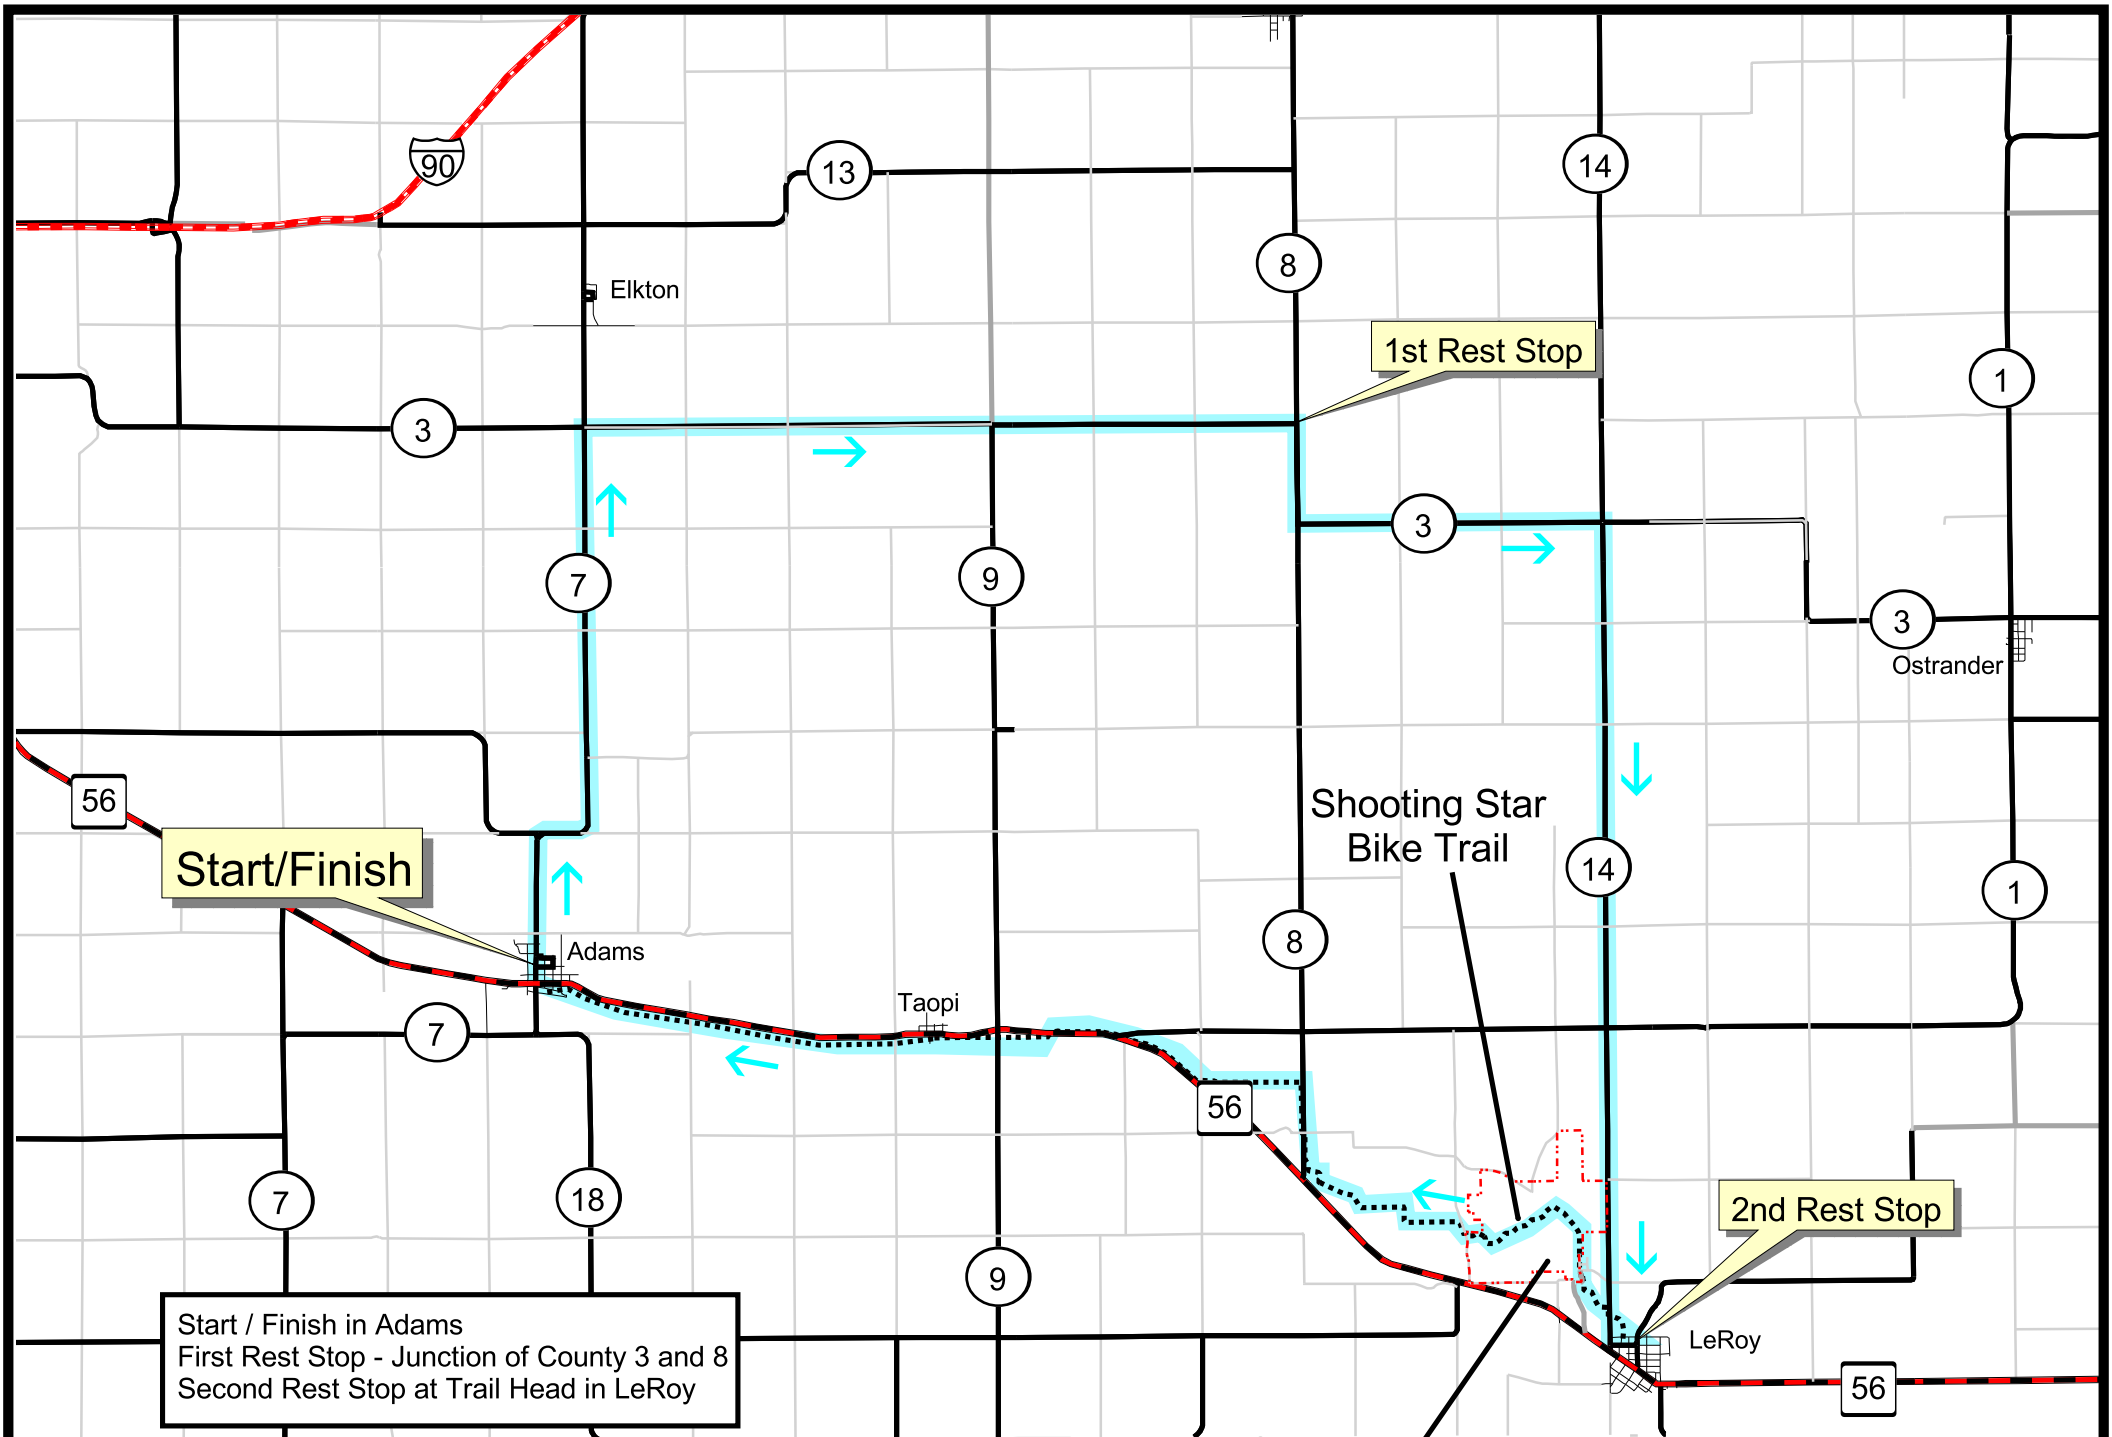 90
13
14
8
Elkton
1st Rest Stop
1
3
3
7
9
3
Ostrander
56
Shooting Star
Bike Trail
14
Start/Finish
1
8
Adams
Taopi
7
56
7
18
2nd Rest Stop
9
Start / Finish in Adams
First Rest Stop - Junction of County 3 and 8
Second Rest Stop at Trail Head in LeRoy
LeRoy
56